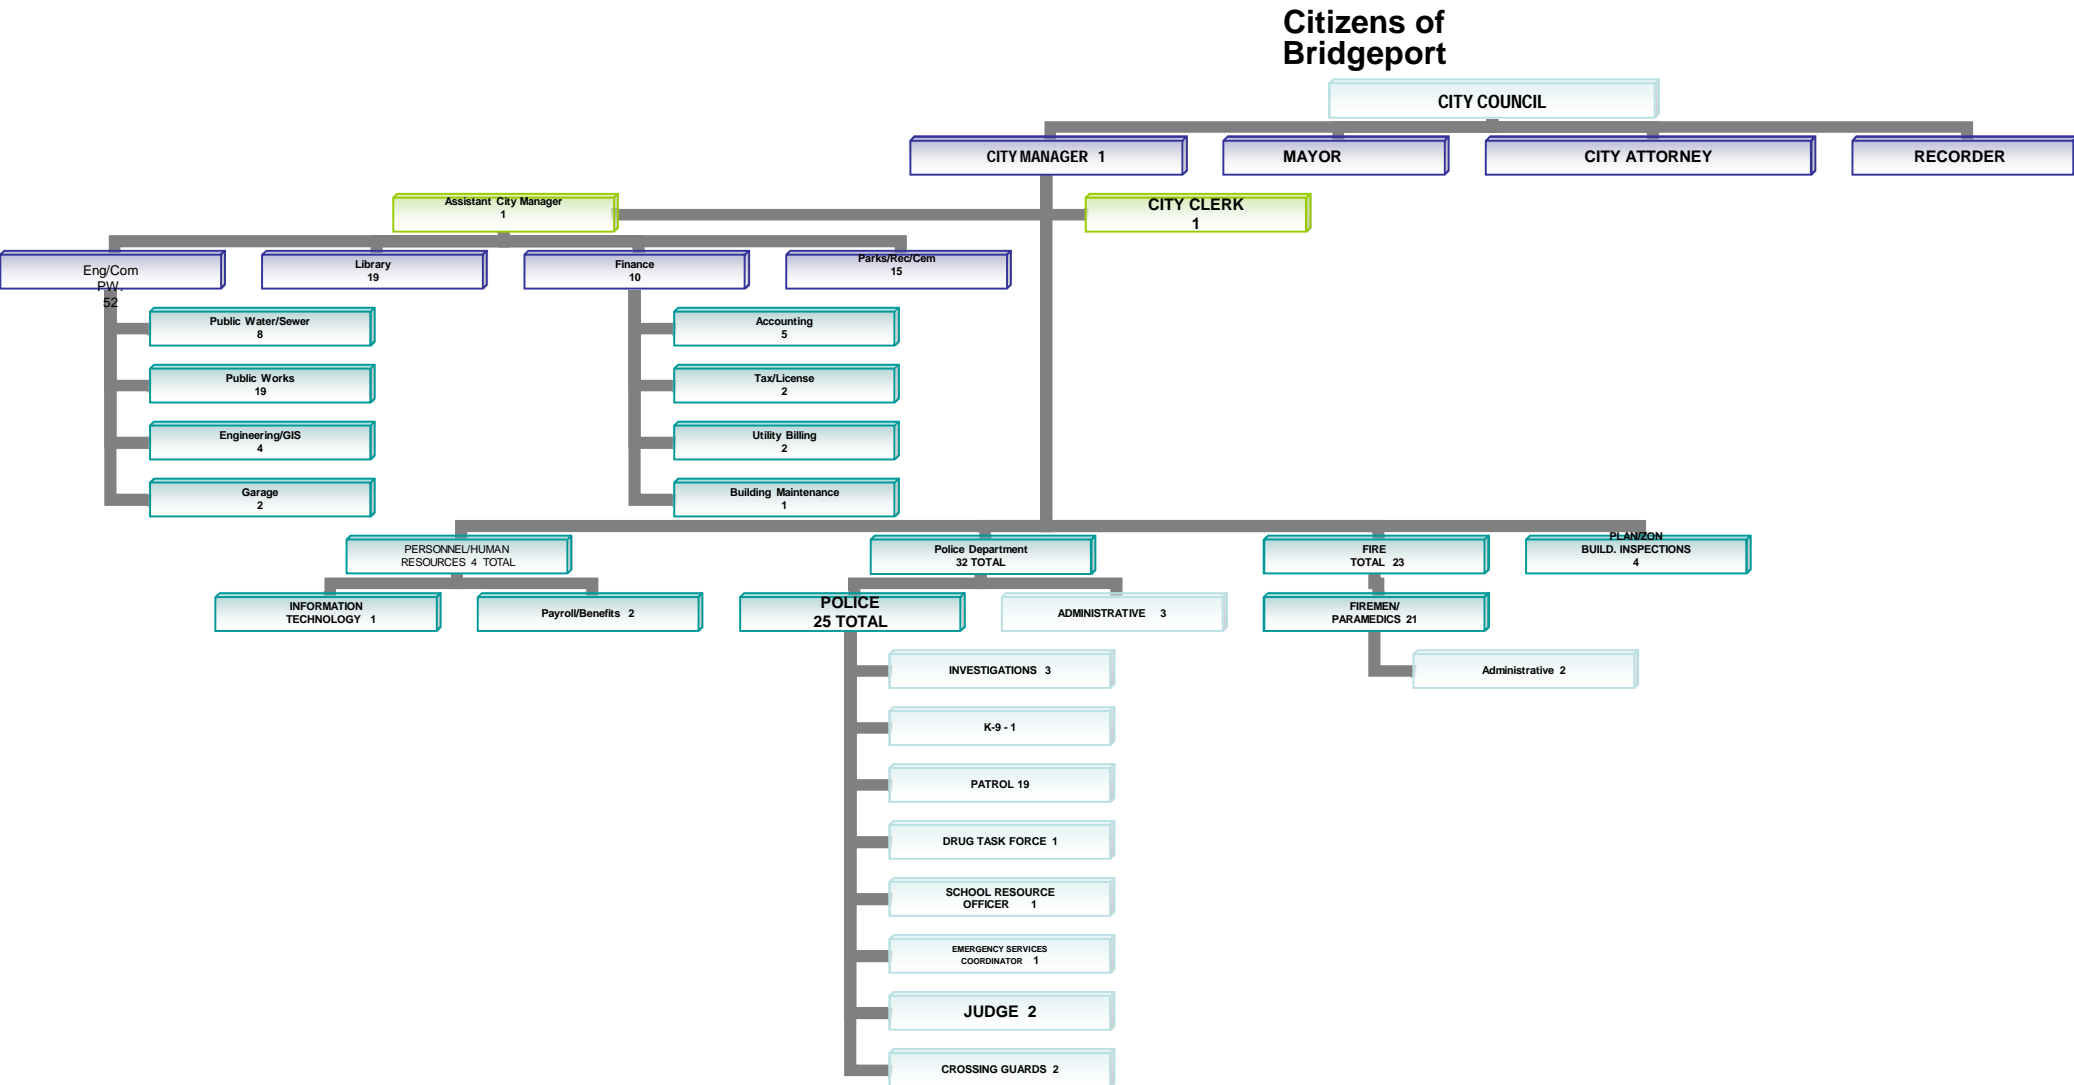 Citizens of
Bridgeport
CITY COUNCIL
CITY MANAGER 1
MAYOR
CITY ATTORNEY
RECORDER
Assistant City Manager
1
CITY CLERK
1
Eng/Com
PW.
52
Library
19
Finance
10
Parks/Rec/Cem
15
Public Water/Sewer
8
Accounting
5
Public Works
19
Tax/License
2
Engineering/GIS
4
Utility Billing
2
Garage
2
Building Maintenance
1
PERSONNEL/HUMAN
RESOURCES 4 TOTAL
Police Department
32 TOTAL
FIRE
TOTAL 23
PLAN/ZON
BUILD. INSPECTIONS
4
INFORMATION
TECHNOLOGY 1
Payroll/Benefits 2
POLICE
25 TOTAL
ADMINISTRATIVE 3
FIREMEN/
PARAMEDICS 21
INVESTIGATIONS 3
Administrative 2
K-9 - 1
PATROL 19
DRUG TASK FORCE 1
SCHOOL RESOURCE
OFFICER 1
EMERGENCY SERVICES
COORDINATOR 1
JUDGE 2
CROSSING GUARDS 2